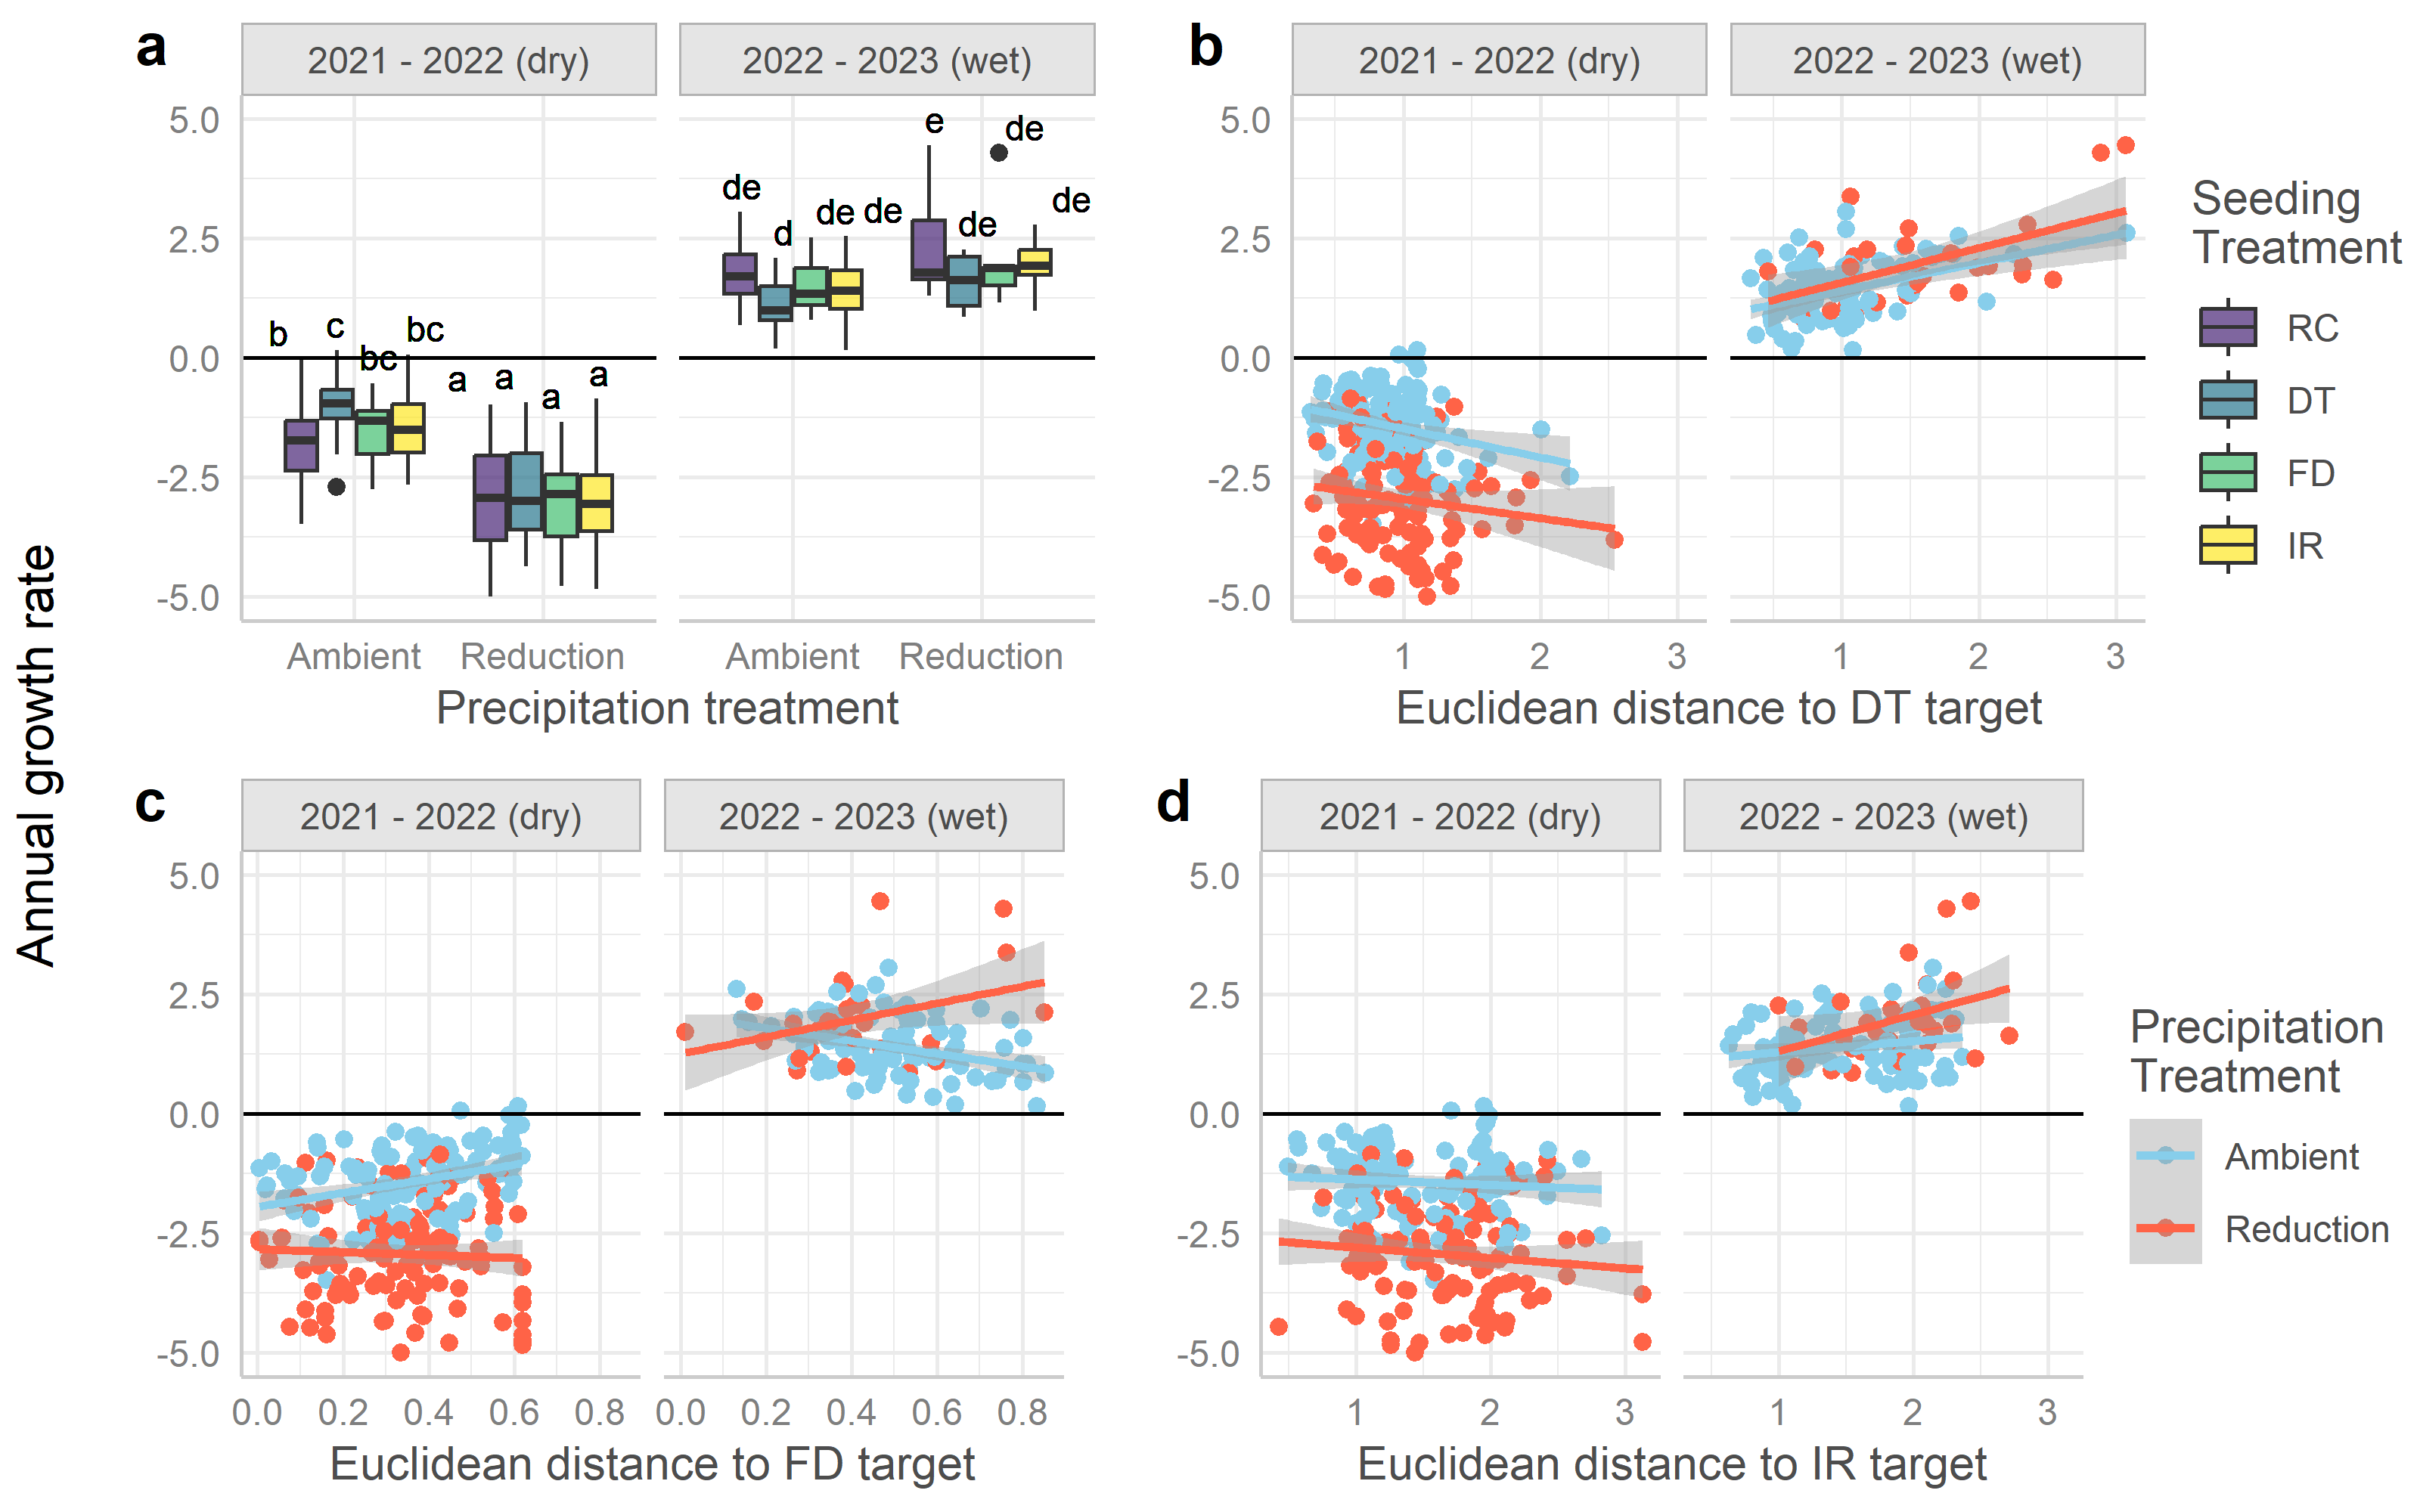 a
2021 - 2022 (dry)
2022 - 2023 (wet)
5.0
2.5
0.0
-2.5
-5.0
b
c
bc
bc
a
a
a
a
de
d
de
de
e
de
de
de
Ambient
Reduction
Ambient
Reduction
Precipitation treatment
b
2021 - 2022 (dry)
2022 - 2023 (wet)
5.0
2.5
0.0
-2.5
-5.0
1
2
3
1
2
3
Euclidean distance to DT target
Seeding
Treatment
RC
DT
FD
IR
Annual growth rate
c
2021 - 2022 (dry)
2022 - 2023 (wet)
5.0
2.5
0.0
-2.5
-5.0
0.0 0.2 0.4 0.6 0.8
0.0 0.2 0.4 0.6 0.8
Euclidean distance to FD target
d
2021 - 2022 (dry)
2022 - 2023 (wet)
5.0
2.5
0.0
-2.5
-5.0
1
2
3
1
2
3
Euclidean distance to IR target
Precipitation
Treatment
Ambient
Reduction